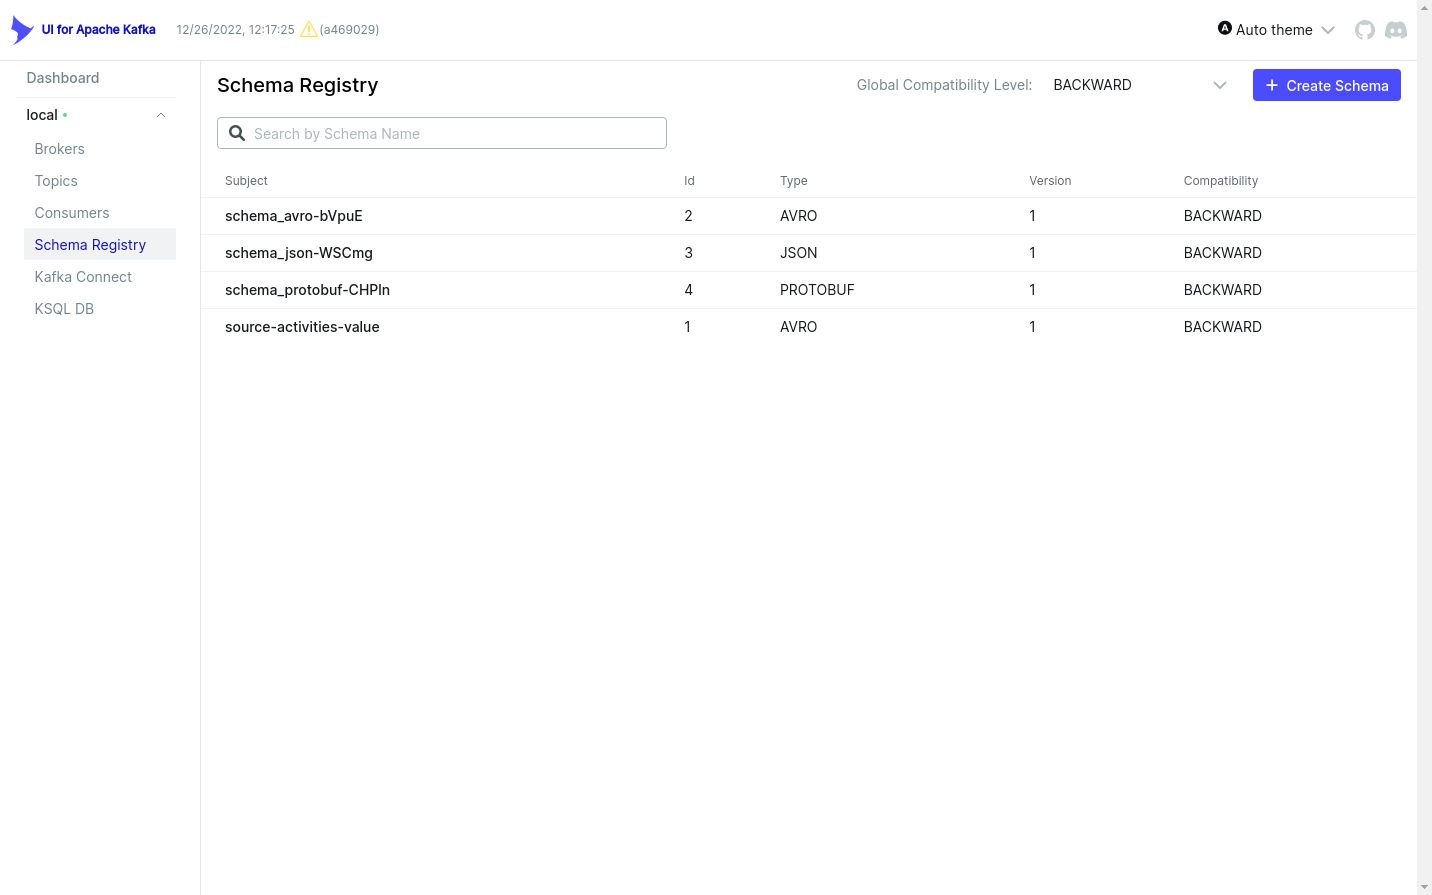 UI for Apache Kafka 12/26/2022, 12:17:25 (a469029) A Auto theme
Dashboard
local
Brokers
Topics
Consumers
Schema Registry
Kafka Connect
KSQL DB
Schema Registry Global Compatibility Level: BACKWARD Create Schema
Search by Schema Name
Subject Id Type Version Compatibility
schema_avro-bVpuE 2 AVRO 1 BACKWARD
schema_json-WSCmg 3 JSON 1 BACKWARD
schema_protobuf-CHPln 4 PROTOBUF 1 BACKWARD
source-activities-value 1 AVRO 1 BACKWARD